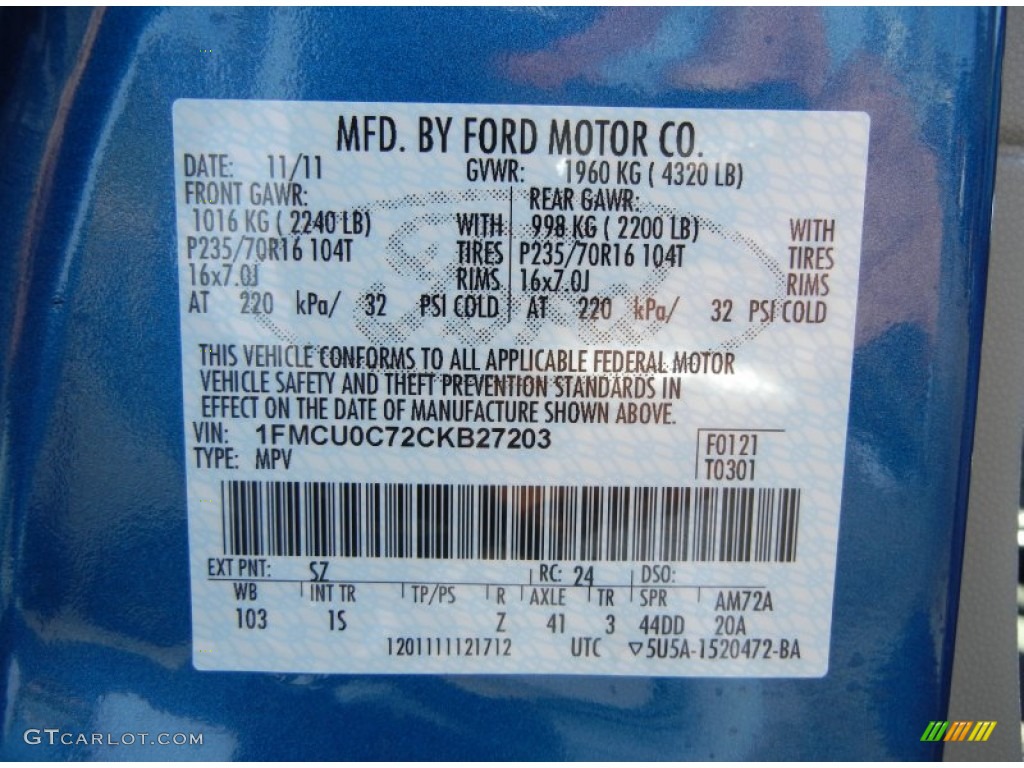 MFD. BY FORD MOTOR CO.
DATE: 11/11 GVWR: 1960 KG ( 4320 LB)
FRONT GAWR: REAR GAWR:
1016 KG ( 2240 LB) WITH 998 KG ( 2200 LB) WITH
P235/70R16 104T TIRES P235/70R16 104T TIRES
16x7.0J RIMS 16x7.0J RIMS
AT 220 kPa/ 32 PSI COLD AT 220 kPa/ 32 PSI COLD
THIS VEHICLE CONFORMS TO ALL APPLICABLE FEDERAL MOTOR
VEHICLE SAFETY AND THEFT PREVENTION STANDARDS IN
EFFECT ON THE DATE OF MANUFACTURE SHOWN ABOVE.
VIN: 1FMCU0C72CKB27203 F0121
TYPE: MPV T0301
EXT PNT: SZ RC: 24 DSO:
WB INT TR TP/PS R AXLE TR SPR AM72A
103 1S Z 41 3 44DD 20A
1201111121712 UTC ▽5U5A-1520472-BA
GTCARLOT.COM